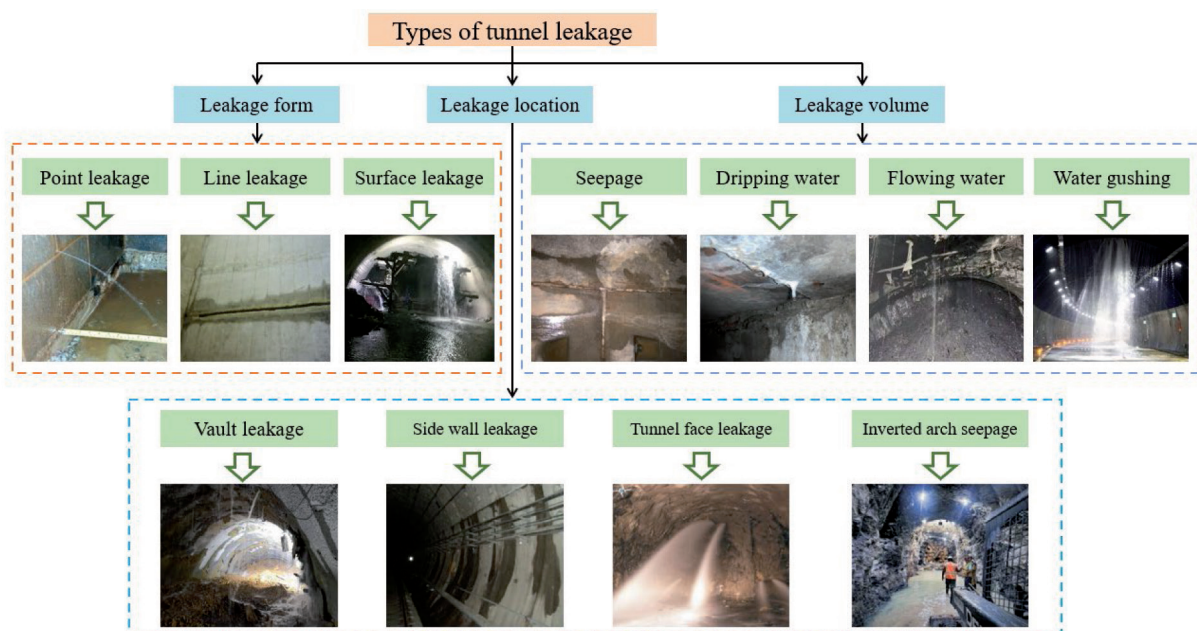 Types of tunnel leakage
Leakage form
Leakage location
Leakage volume
Point leakage
Line leakage
Surface leakage
Seepage
Dripping water
Flowing water
Water gushing
Vault leakage
Side wall leakage
Tunnel face leakage
Inverted arch seepage